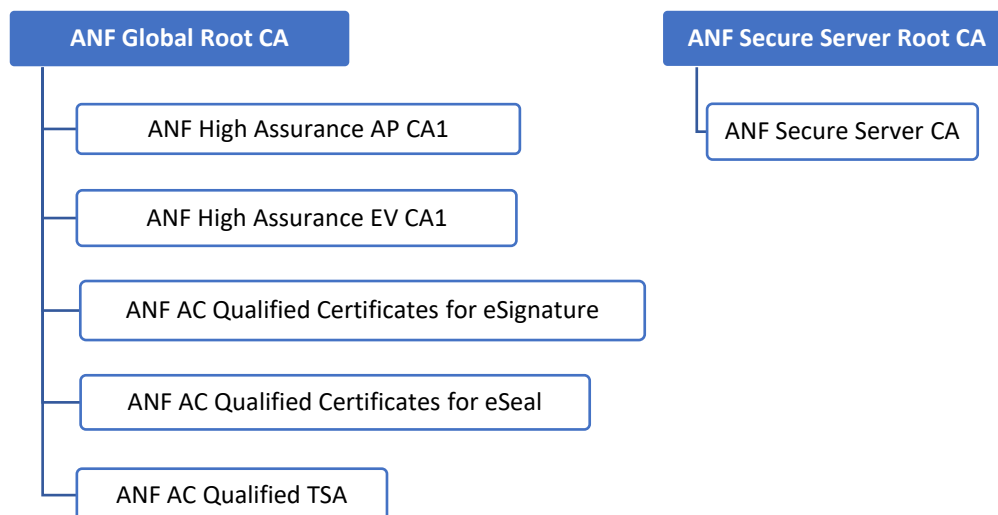 ANF Global Root CA
ANF High Assurance AP CA1
ANF High Assurance EV CA1
ANF AC Qualified Certificates for eSignature
ANF AC Qualified Certificates for eSeal
ANF AC Qualified TSA
ANF Secure Server Root CA
ANF Secure Server CA